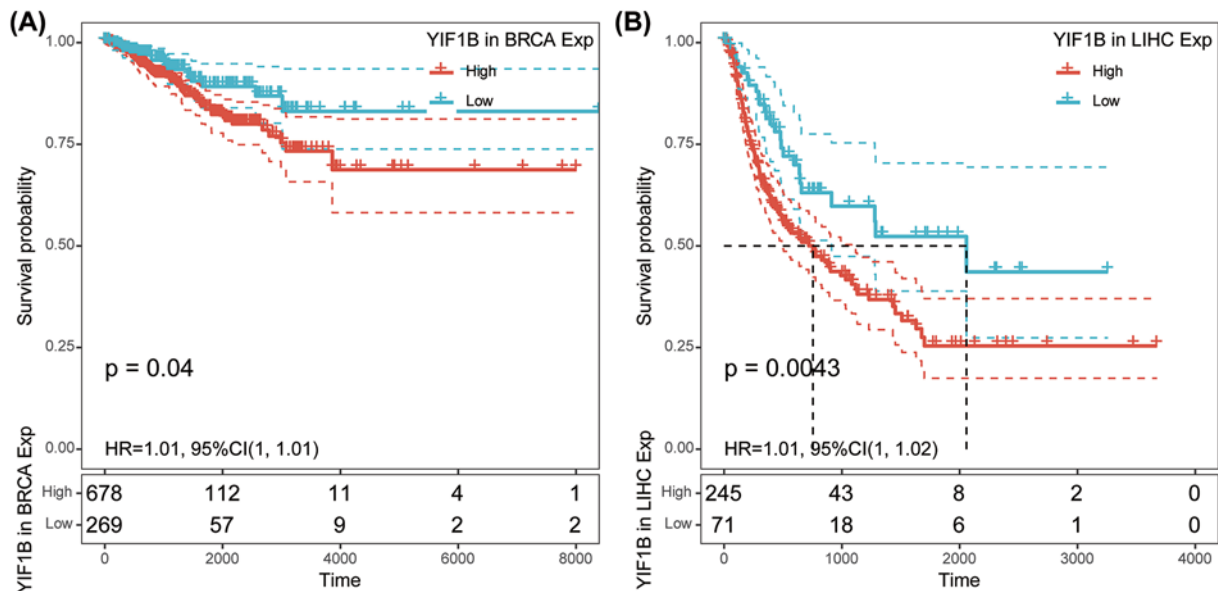 (A)
YIF1B in BRCA Exp
High
Low
1.00
0.75
0.50
0.25
0.00
Survival probability
p = 0.04
HR=1.01, 95%CI(1, 1.01)
YIF1B in BRCA Exp
High 678 112 11 4 1
Low 269 57 9 2 2
0 2000 4000 6000 8000
Time
(B)
YIF1B in LIHC Exp
High
Low
1.00
0.75
0.50
0.25
0.00
Survival probability
p = 0.0043
HR=1.01, 95%CI(1, 1.02)
YIF1B in LIHC Exp
High 245 43 8 2 0
Low 71 18 6 1 0
0 1000 2000 3000 4000
Time